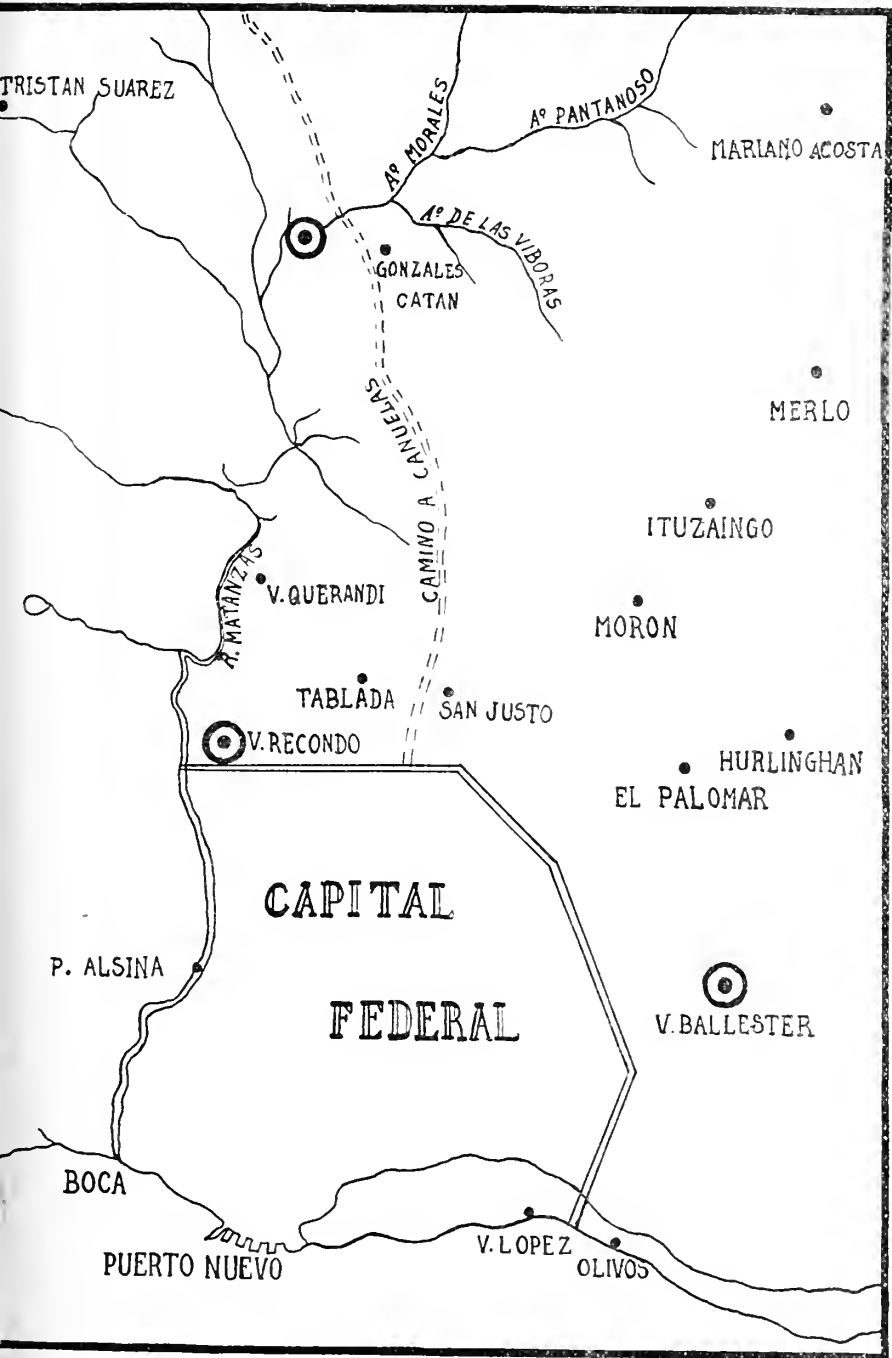 TRISTAN SUAREZ
Aº MORALES
Aº PANTANOSO
MARIANO ACOSTA
Aº DE LAS VIBORAS
GONZALES
CATAN
MERLO
CAMINO A CANUELAS
ITUZAINGO
R. MATANZAS
V. QUERANDI
MORON
TABLADA
SAN JUSTO
V. RECONDO
HURLINGHAN
EL PALOMAR
CAPITAL
FEDERAL
P. ALSINA
V. BALLESTER
BOCA
PUERTO NUEVO
V. LOPEZ
OLIVOS